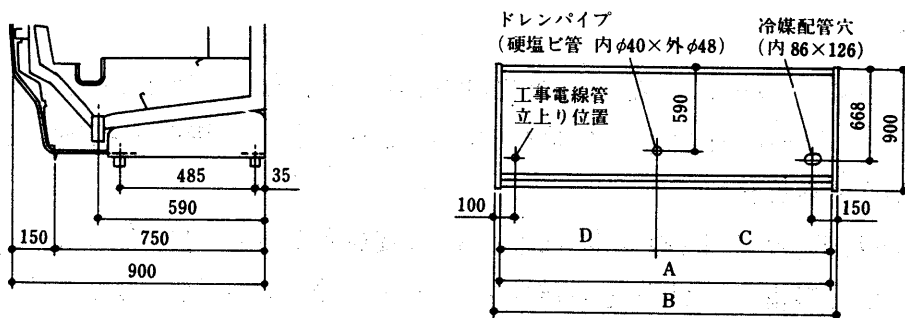 485
35
590
150
750
900
ドレンパイプ
(硬塩ビ管 内φ40×外φ48)
冷媒配管穴
(内86×126)
工事電線管
立上り位置
590
668
900
100
150
D
C
A
B